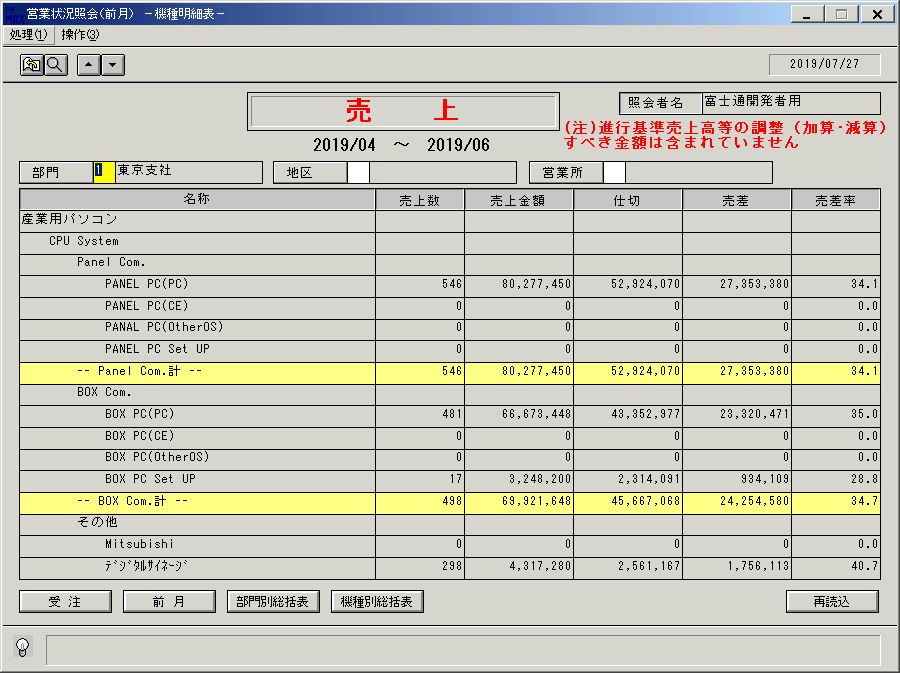 営業状況照会(前月) －機種明細表－
処理(1) 操作(3)
2019/07/27
売 上
照会者名 富士通開発者用
2019/04 ～ 2019/06
(注)進行基準売上高等の調整 (加算･減算)
すべき金額は含まれていません
部門 1 東京支社 地区 営業所
名称 売上数 売上金額 仕切 売差 売差率
産業用パソコン
CPU System
Panel Com.
PANEL PC(PC) 546 80,277,450 52,924,070 27,353,380 34.1
PANEL PC(CE) 0 0 0 0 0.0
PANAL PC(OtherOS) 0 0 0 0 0.0
PANEL PC Set UP 0 0 0 0 0.0
-- Panel Com.計 -- 546 80,277,450 52,924,070 27,353,380 34.1
BOX Com.
BOX PC(PC) 481 66,673,448 43,352,977 23,320,471 35.0
BOX PC(CE) 0 0 0 0 0.0
BOX PC(OtherOS) 0 0 0 0 0.0
BOX PC Set UP 17 3,248,200 2,314,091 934,109 28.8
-- BOX Com.計 -- 498 69,921,648 45,667,068 24,254,580 34.7
その他
Mitsubishi 0 0 0 0 0.0
ﾃﾞｼﾞﾀﾙｻｲﾈｰｼﾞ 298 4,317,280 2,561,167 1,756,113 40.7
受 注 前 月 部門別総括表 機種別総括表 再読込